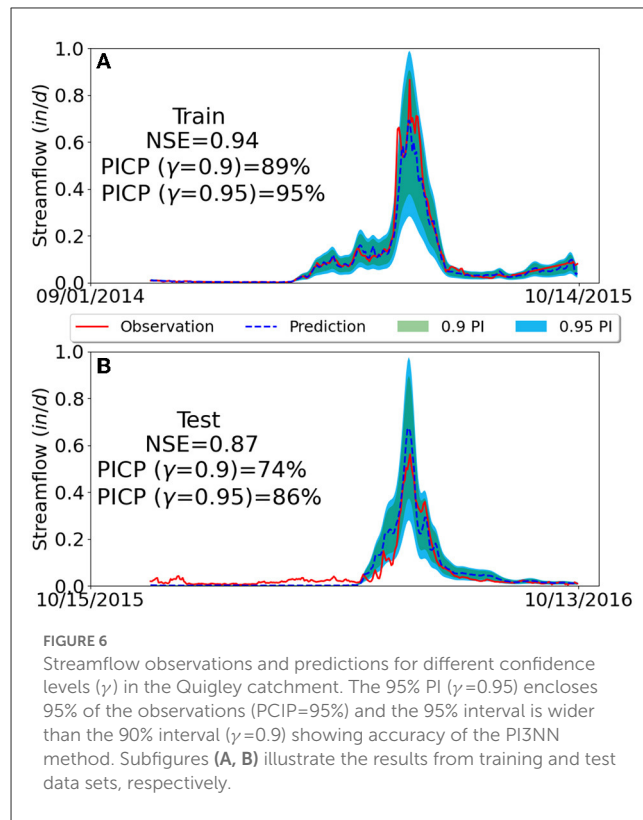 A
1.0
0.8
0.6
0.4
0.2
0.0
Streamflow (in/d)
Train
NSE=0.94
PICP (γ=0.9)=89%
PICP (γ=0.95)=95%
09/01/2014 10/14/2015
Observation Prediction 0.9 PI 0.95 PI
B
1.0
0.8
0.6
0.4
0.2
0.0
Streamflow (in/d)
Test
NSE=0.87
PICP (γ=0.9)=74%
PICP (γ=0.95)=86%
10/15/2015 10/13/2016
FIGURE 6
Streamflow observations and predictions for different confidence
levels (γ) in the Quigley catchment. The 95% PI (γ=0.95) encloses
95% of the observations (PCIP=95%) and the 95% interval is wider
than the 90% interval (γ=0.9) showing accuracy of the PI3NN
method. Subfigures (A, B) illustrate the results from training and test
data sets, respectively.